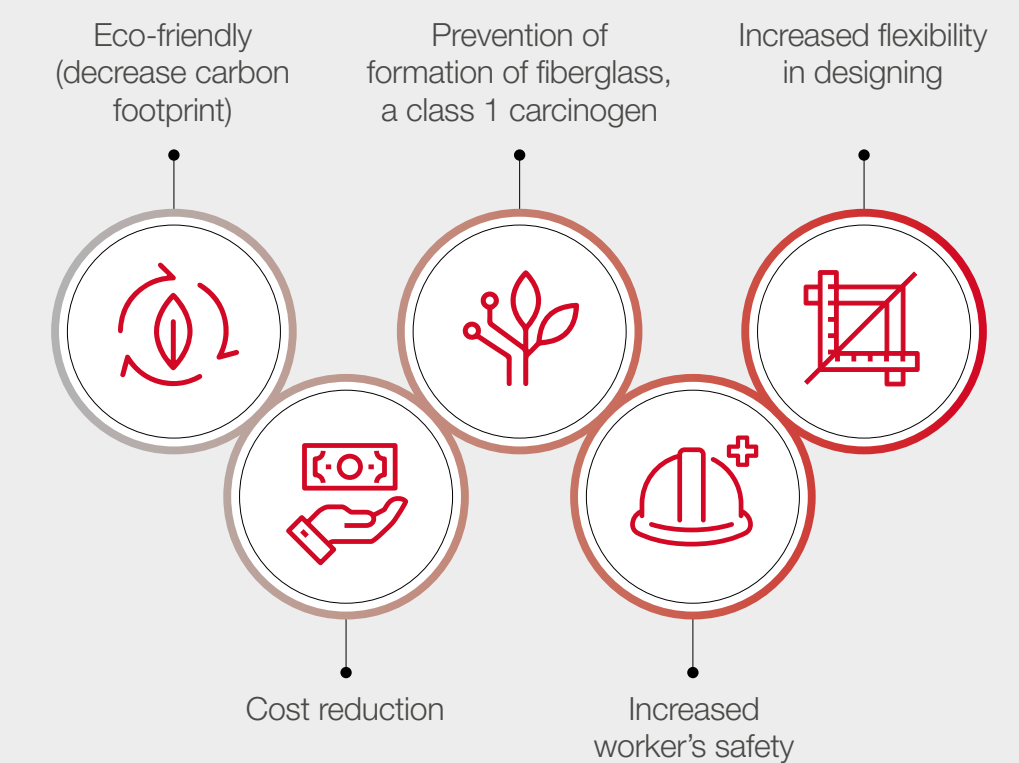 Eco-friendly
(decrease carbon
footprint)
Prevention of
formation of fiberglass,
a class 1 carcinogen
Increased flexibility
in designing
Cost reduction
Increased
worker’s safety